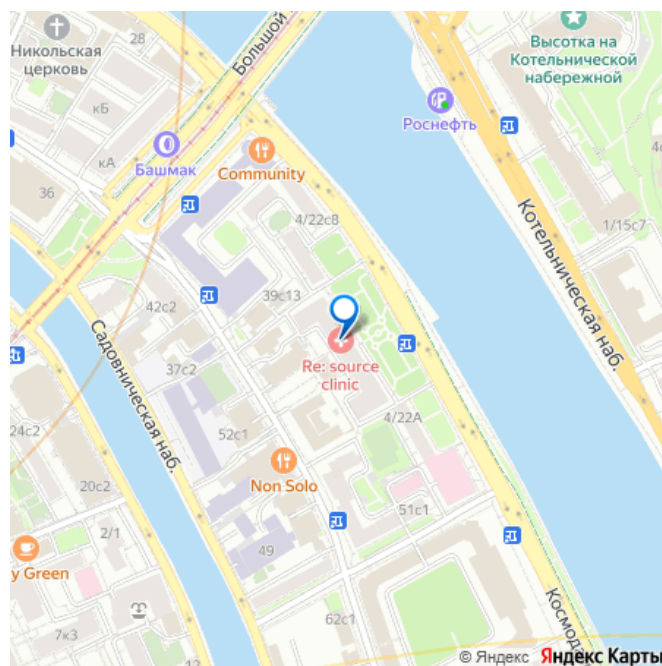 Никольская
церковь
28
Большой
Высотка на
Котельнической
набережной
кБ
Роснефть
кА
Башмак
Community
36
4/22с8
Котельническая наб.
1/15с7
39с13
42с2
Садовническая наб.
37с2
Re: source
clinic
4/22А
24с2
52с1
20с2
Non Solo
51с1
2/1
49
y Green
62с1
7к3
12
Космода
© Яндекс Яндекс Карты